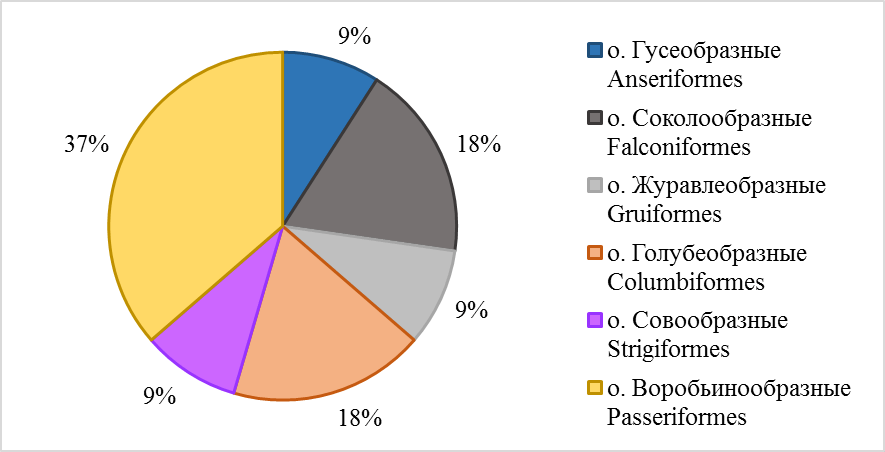 9%
18%
9%
18%
9%
37%
о. Гусеобразные
Anseriformes
о. Соколообразные
Falconiformes
о. Журавлеобразные
Gruiformes
о. Голубеобразные
Columbiformes
о. Совообразные
Strigiformes
о. Воробьинообразные
Passeriformes